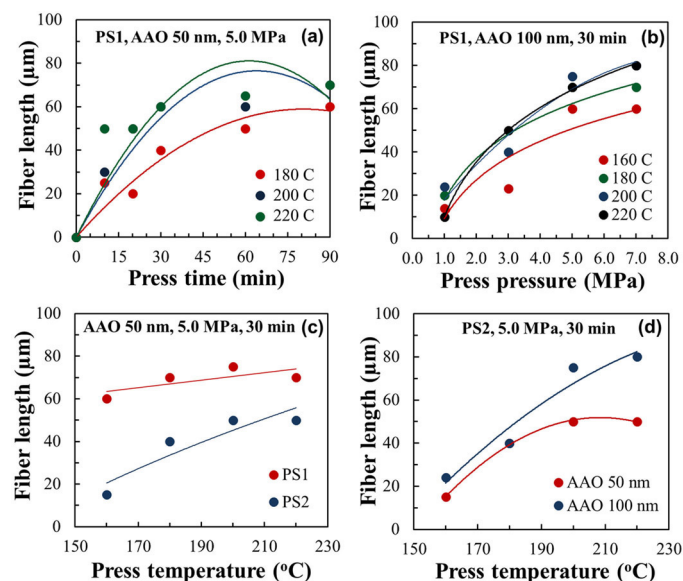 PS1, AAO 50 nm, 5.0 MPa (a)
Fiber length (μm)
100
80
60
40
20
0
180 C
200 C
220 C
0 15 30 45 60 75 90
Press time (min)
PS1, AAO 100 nm, 30 min (b)
Fiber length (μm)
100
80
60
40
20
0
160 C
180 C
200 C
220 C
0.0 1.0 2.0 3.0 4.0 5.0 6.0 7.0 8.0
Press pressure (MPa)
AAO 50 nm, 5.0 MPa, 30 min (c)
Fiber length (μm)
100
80
60
40
20
0
PS1
PS2
150 170 190 210 230
Press temperature (oC)
PS2, 5.0 MPa, 30 min (d)
Fiber length (μm)
100
80
60
40
20
0
AAO 50 nm
AAO 100 nm
150 170 190 210 230
Press temperature (oC)